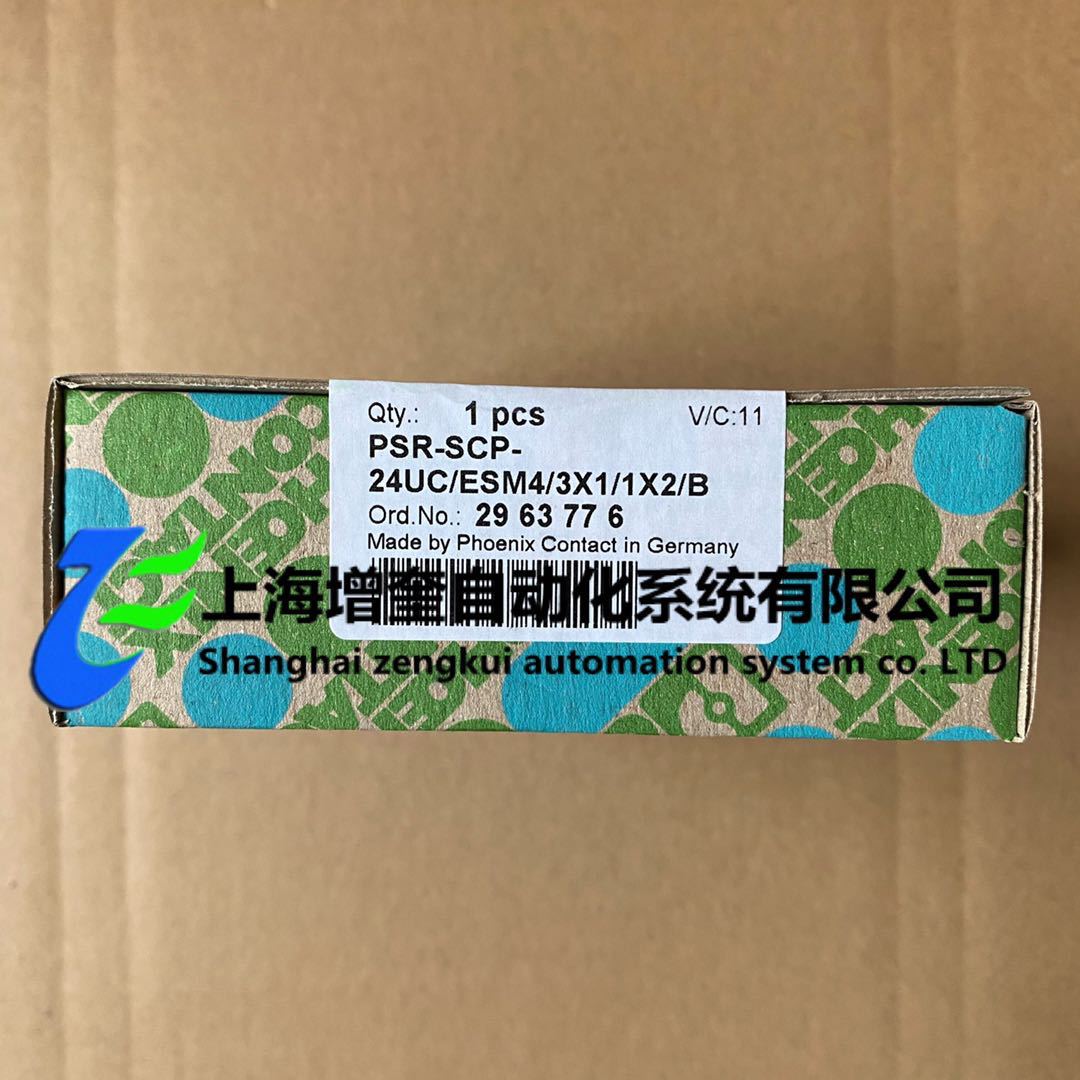 Qty.: 1 pcs V/C:11
PSR-SCP-
24UC/ESM4/3X1/1X2/B
Ord.No.: 29 63 77 6
Made by Phoenix Contact in Germany
上海增奎自动化系统有限公司
Shanghai zengkui automation system co. LTD